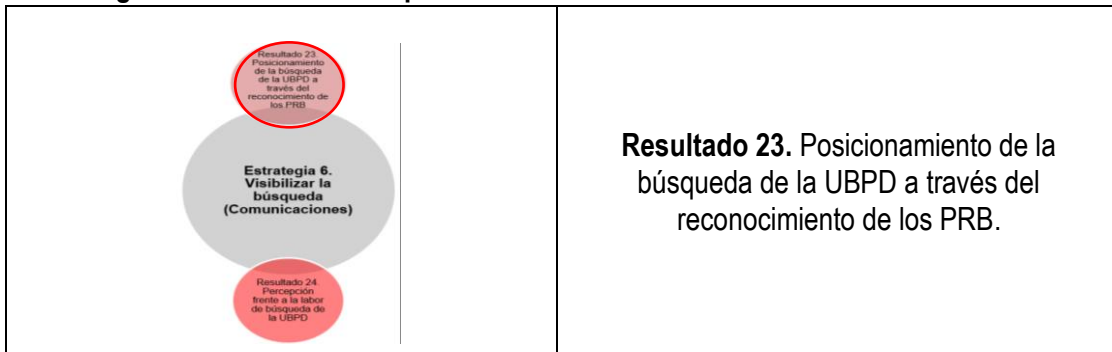 Resultado 23.
Posicionamiento
de la búsqueda
de la UBPD a
través del
reconocimiento de
los PRB
Estrategia 6.
Visibilizar la
búsqueda
(Comunicaciones)
Resultado 24.
Percepción
frente a la labor
de búsqueda de
la UBPD
Resultado 23. Posicionamiento de la
búsqueda de la UBPD a través del
reconocimiento de los PRB.